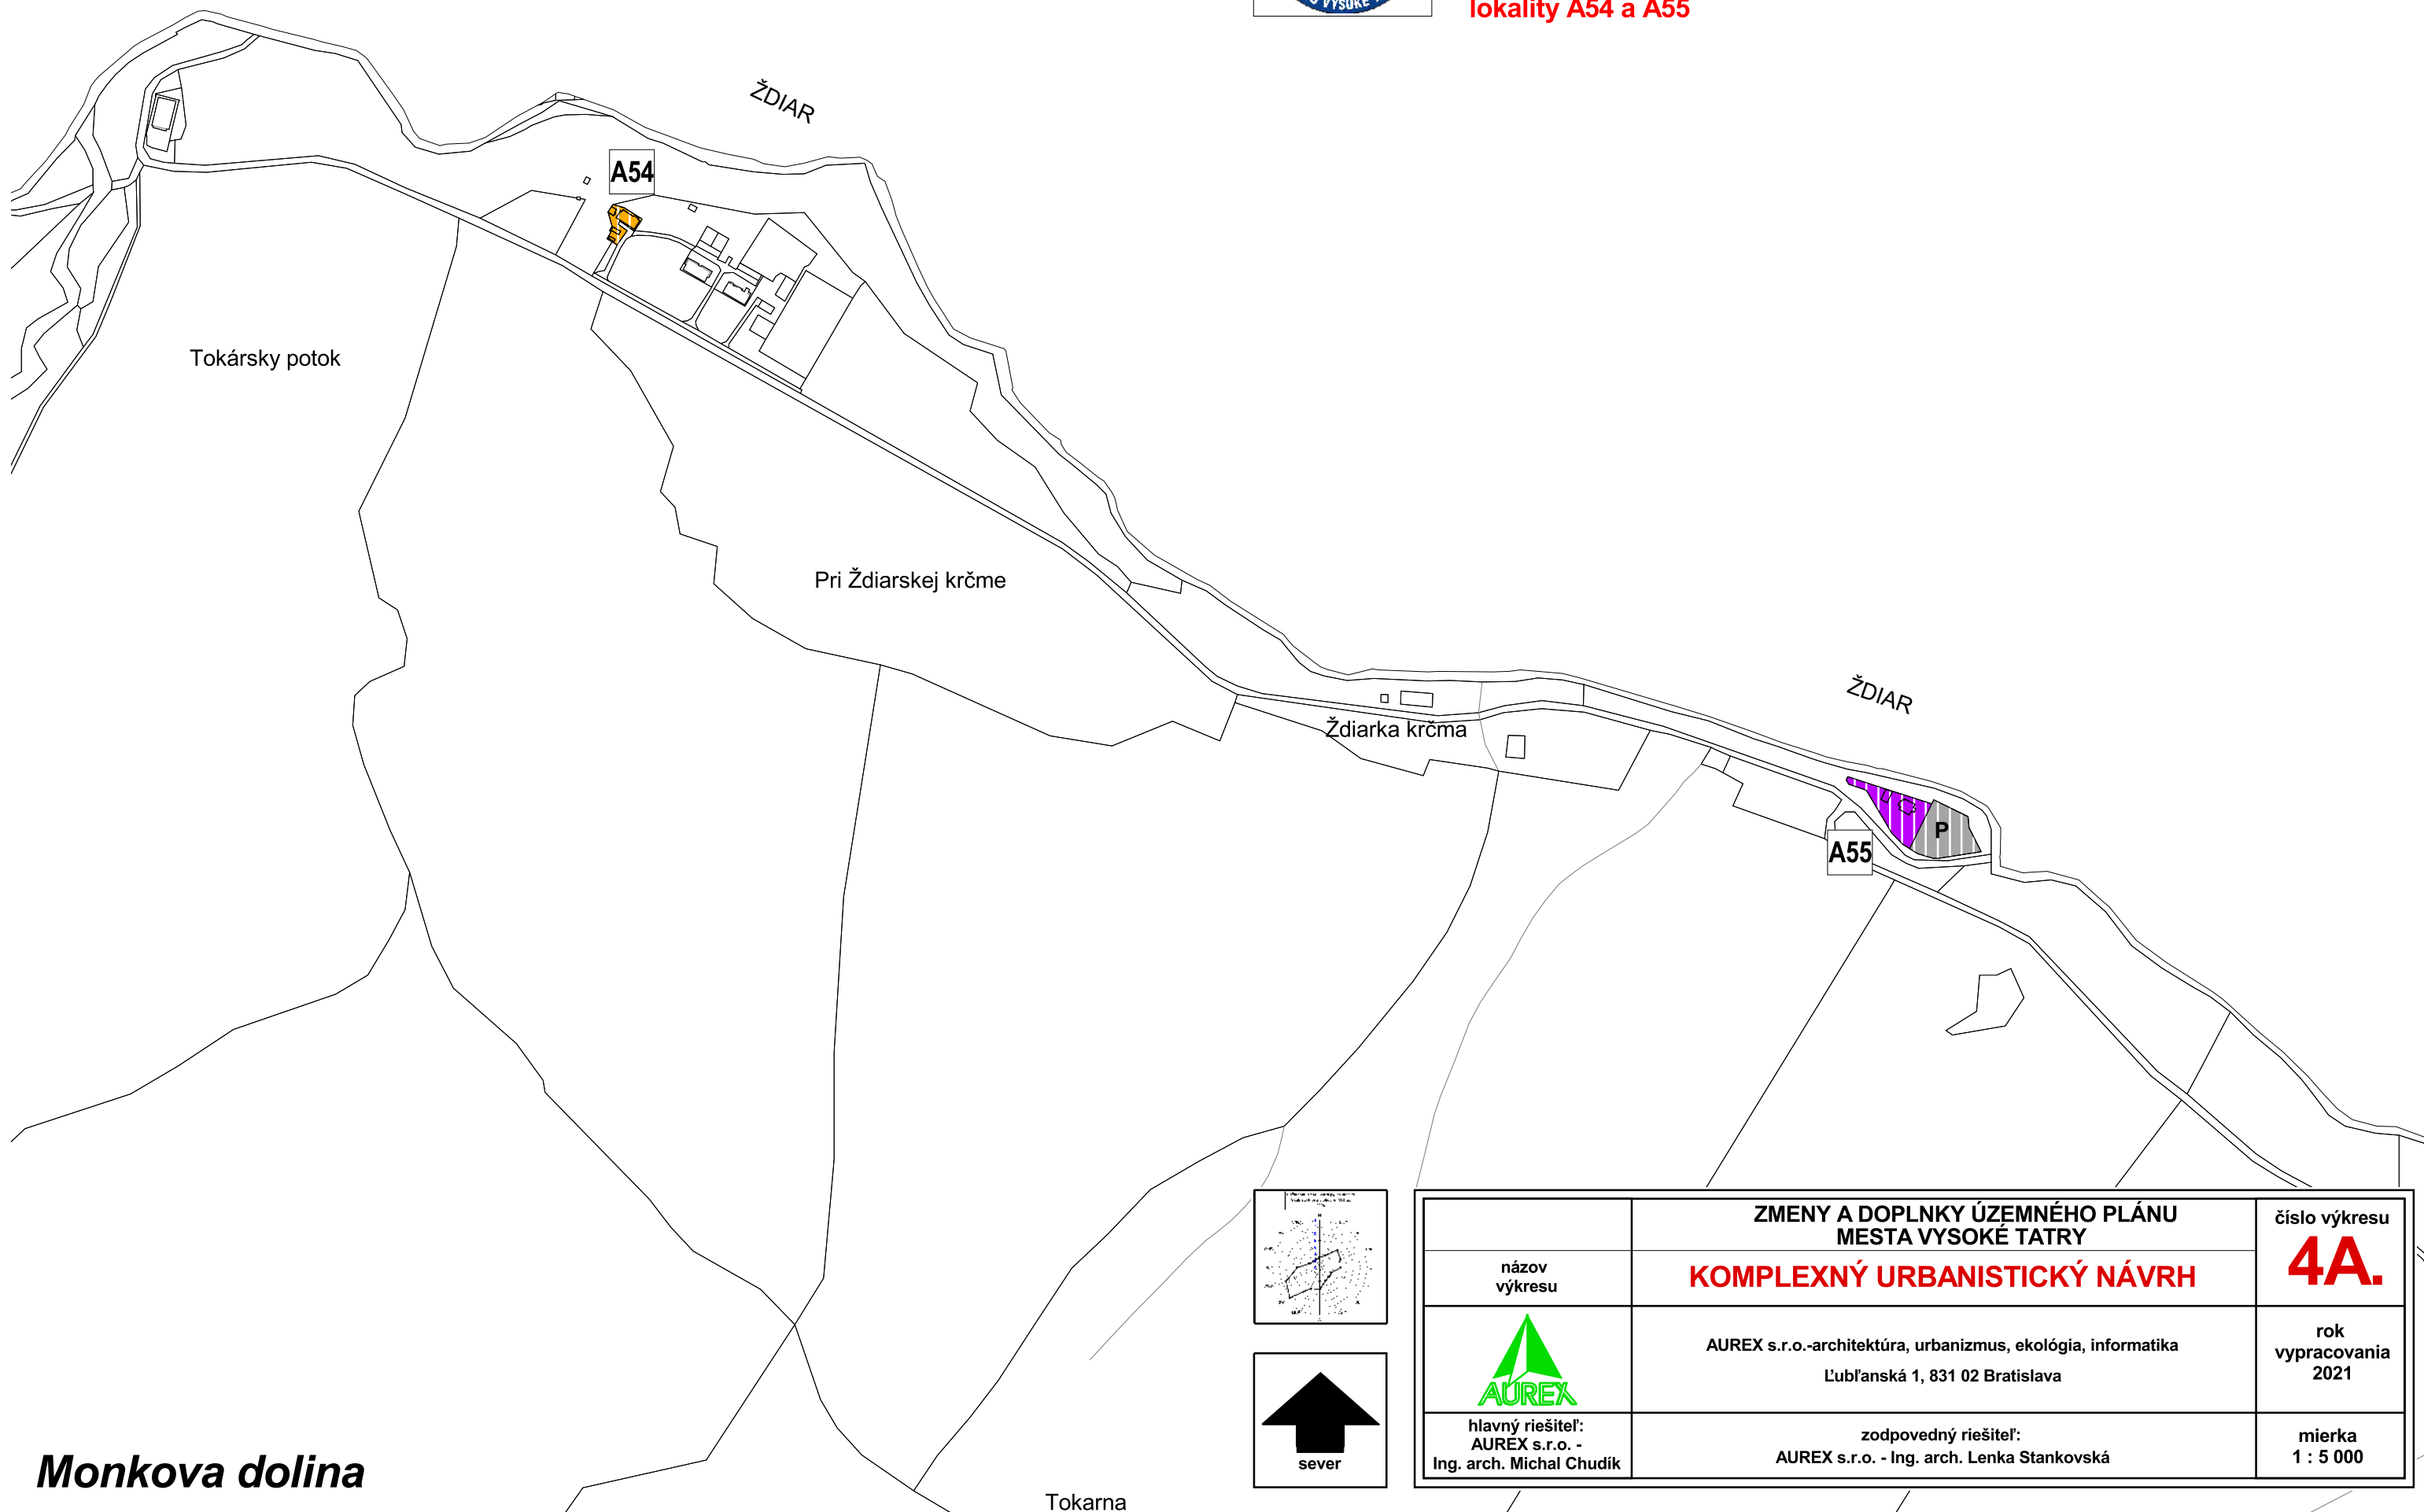 VYSOKÉ
lokality A54 a A55
ŽDIAR
A54
Tokársky potok
Pri Ždiarskej krčme
ŽDIAR
Ždiarka krčma
P
A55
ZMENY A DOPLNKY ÚZEMNÉHO PLÁNU
MESTA VYSOKÉ TATRY
číslo výkresu
4A.
názov
výkresu
KOMPLEXNÝ URBANISTICKÝ NÁVRH
AUREX
AUREX s.r.o.-architektúra, urbanizmus, ekológia, informatika
Ľubľanská 1, 831 02 Bratislava
rok
vypracovania
2021
hlavný riešiteľ:
AUREX s.r.o. -
Ing. arch. Michal Chudík
zodpovedný riešiteľ:
AUREX s.r.o. - Ing. arch. Lenka Stankovská
mierka
1 : 5 000
sever
Monkova dolina
Tokarna